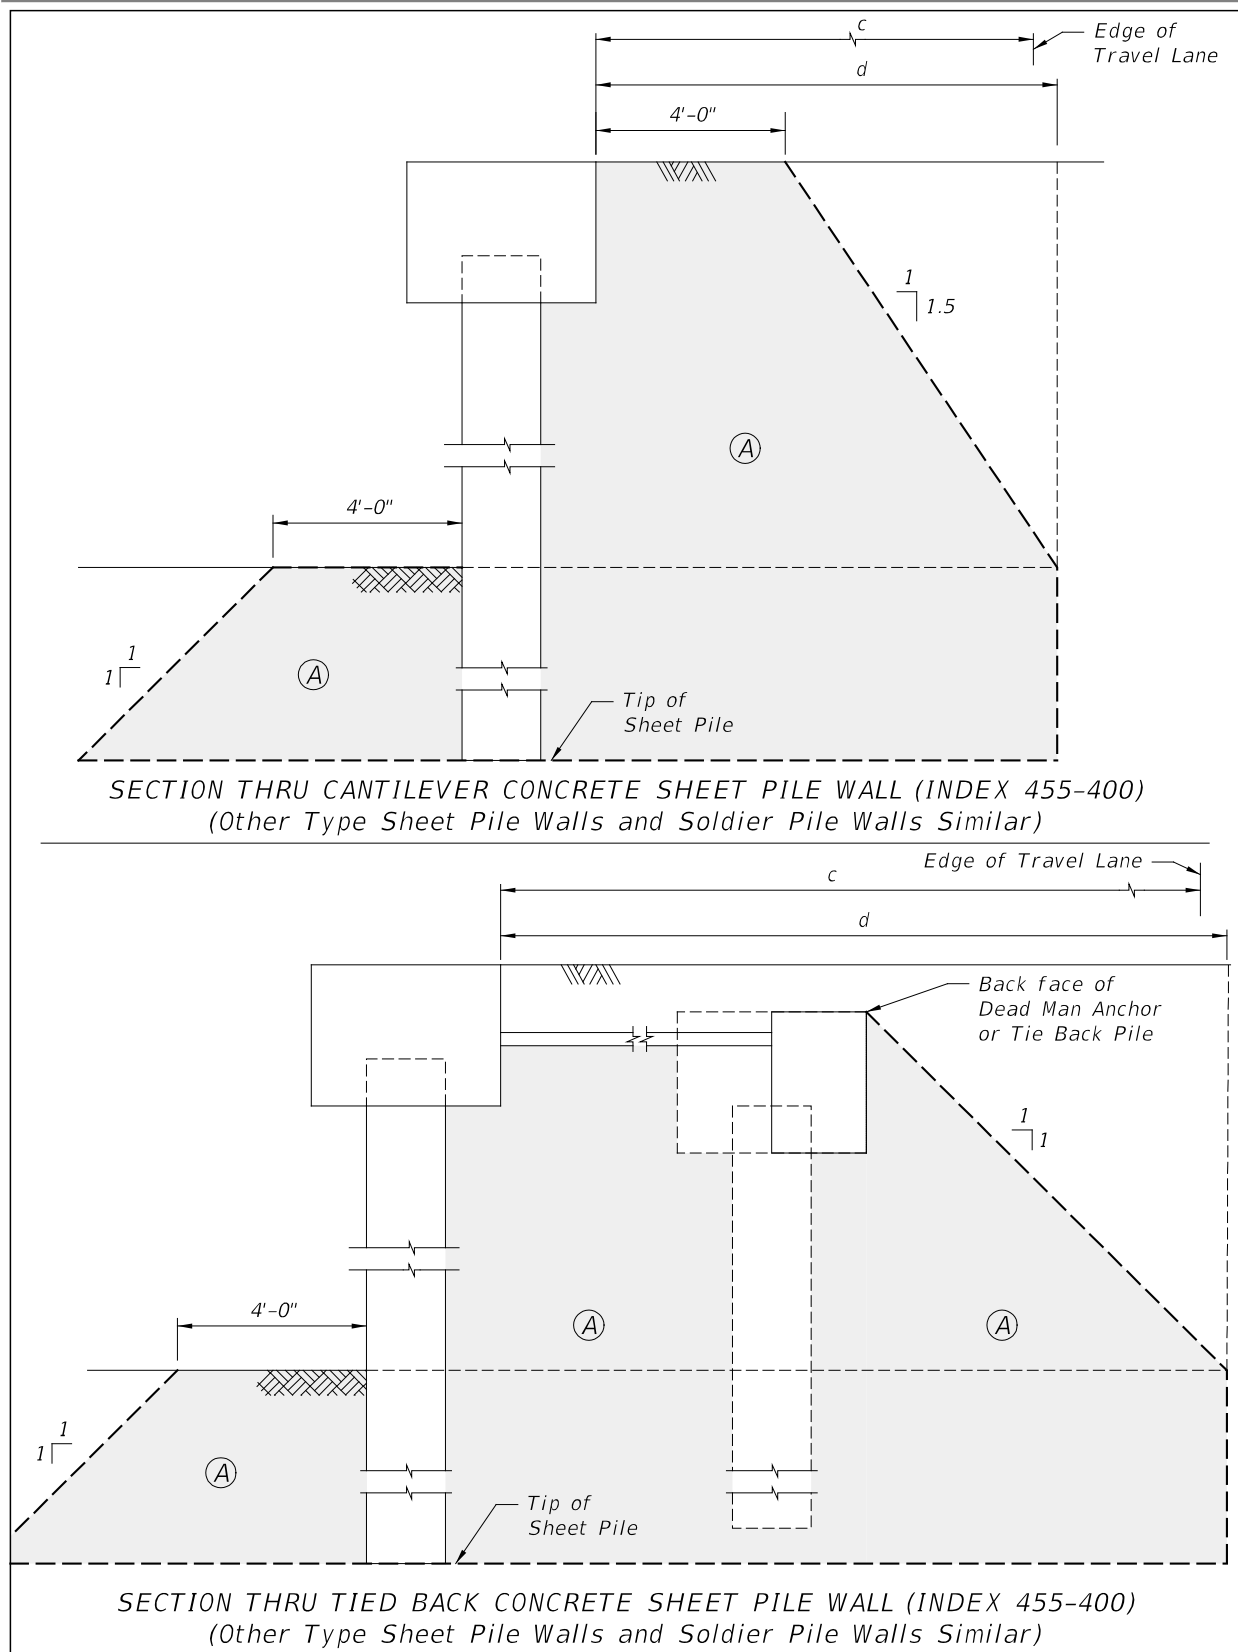 c
Edge of
Travel Lane
d
4'-0"
1
1.5
A
4'-0"
1
1
A
Tip of
Sheet Pile
SECTION THRU CANTILEVER CONCRETE SHEET PILE WALL (INDEX 455-400)
(Other Type Sheet Pile Walls and Soldier Pile Walls Similar)
Edge of Travel Lane
c
d
Back face of
Dead Man Anchor
or Tie Back Pile
1
1
4'-0"
A
A
1
1
A
Tip of
Sheet Pile
SECTION THRU TIED BACK CONCRETE SHEET PILE WALL (INDEX 455-400)
(Other Type Sheet Pile Walls and Soldier Pile Walls Similar)